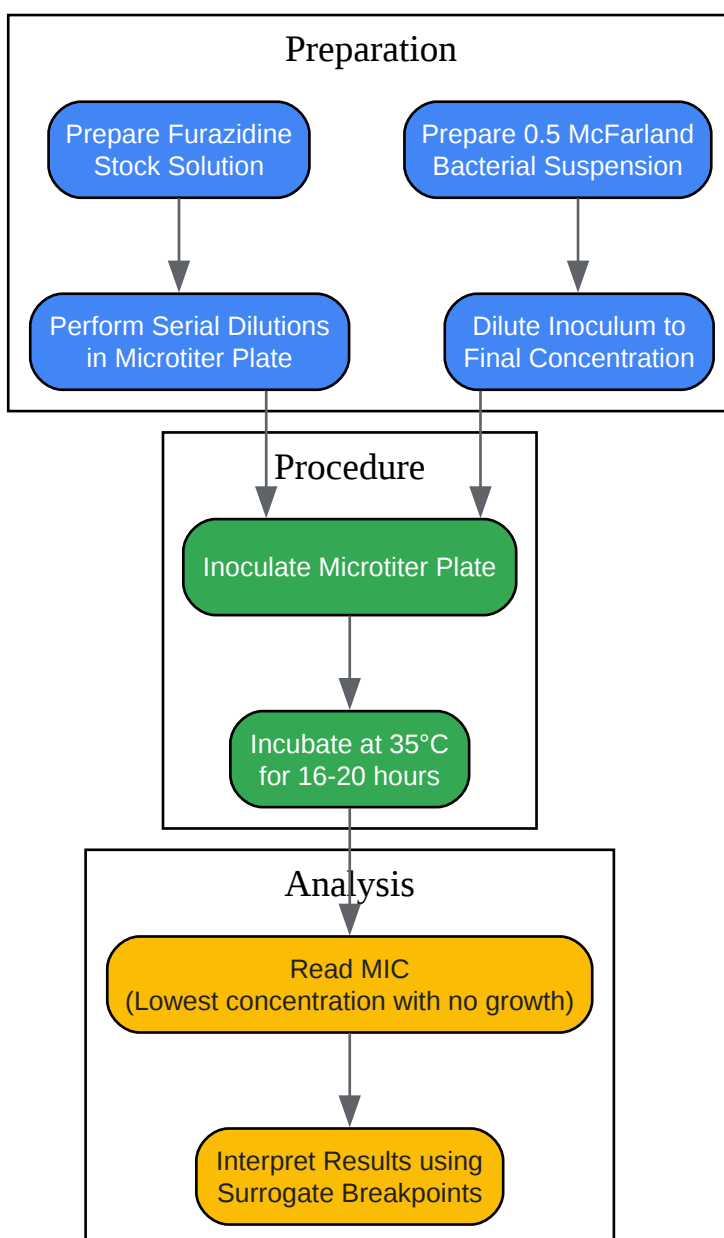 Preparation
Prepare Furazidine
Stock Solution
Prepare 0.5 McFarland
Bacterial Suspension
Perform Serial Dilutions
in Microtiter Plate
Dilute Inoculum to
Final Concentration
Procedure
Inoculate Microtiter Plate
Incubate at 35°C
for 16-20 hours
Analysis
Read MIC
(Lowest concentration with no growth)
Interpret Results using
Surrogate Breakpoints